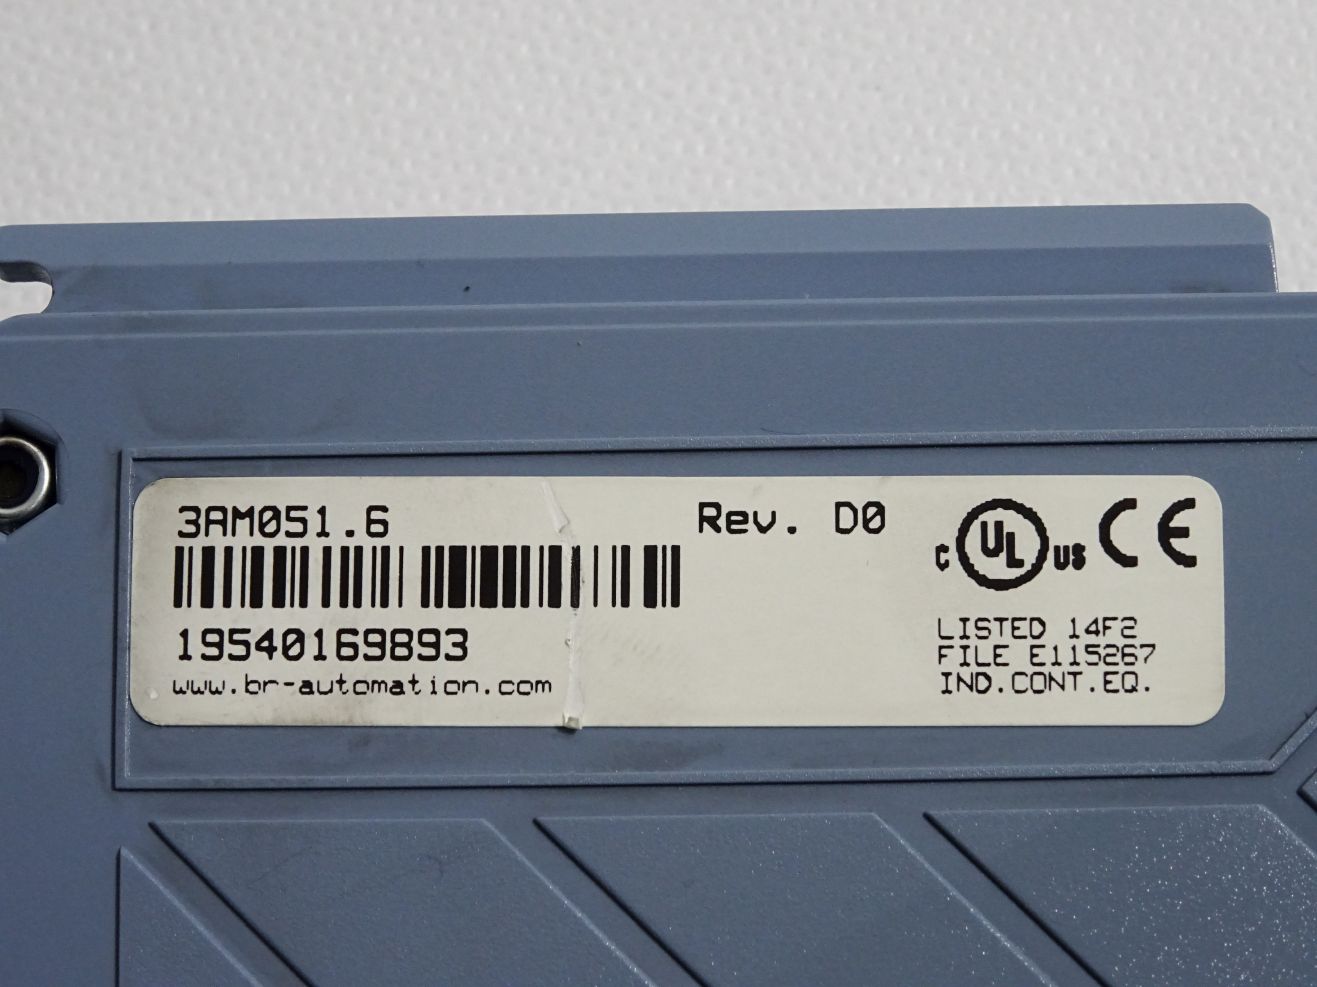 3AM051.6
Rev. D0
19540169893
www.br-automation.com
c UL US CE
LISTED 14F2
FILE E115267
IND.CONT.EQ.